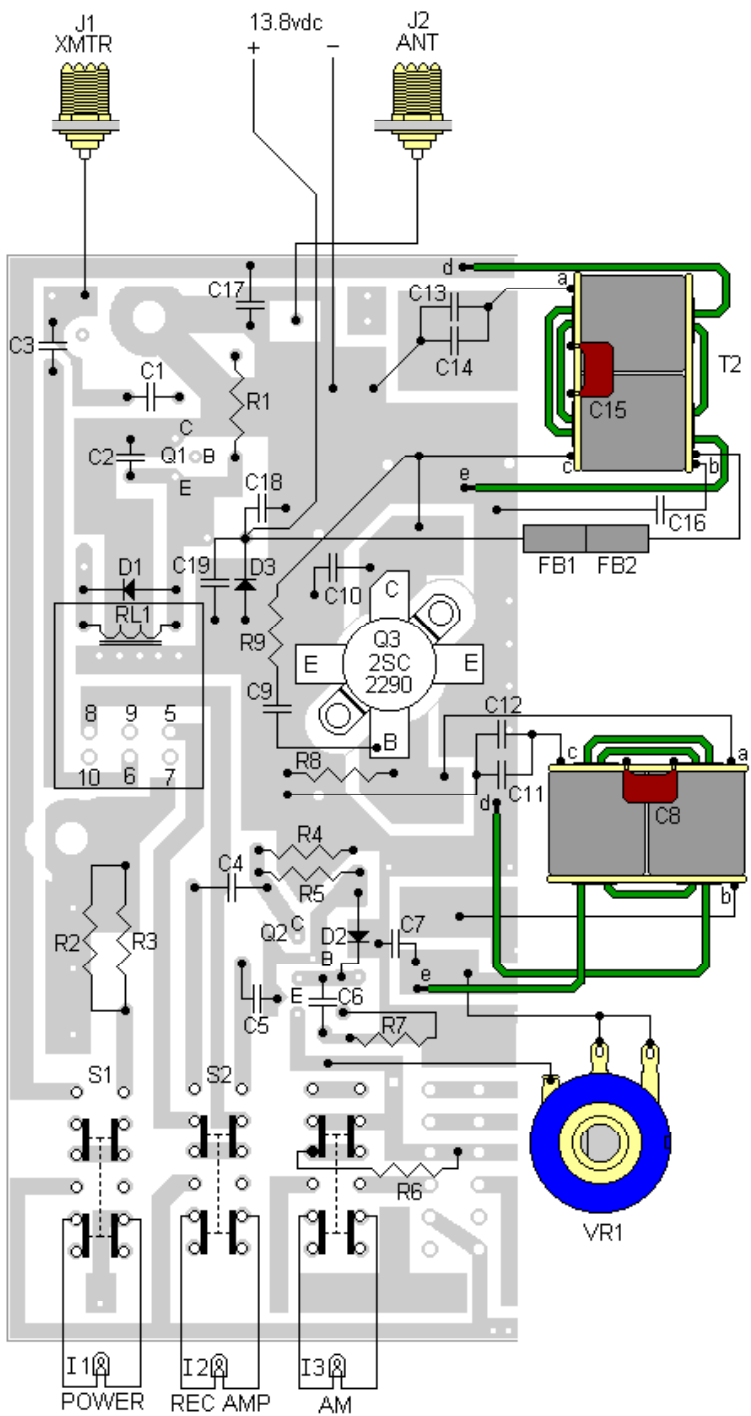 J1
XMTR
13.8vdc
+
−
J2
ANT
d
a
C17
C13
C14
C3
T2
C1
R1
C15
C
C2
Q1
B
E
c
b
e
C18
C16
FB1
FB2
D1
C19
D3
C10
C
RL1
R9
Q3
2SC
2290
E
E
C9
B
8
9
5
C12
c
a
R8
10
6
7
C11
d
C8
R4
C4
R5
b
R2
R3
Q2
C
D2
C7
B
e
E
C6
C5
R7
S1
S2
R6
VR1
I1
I2
I3
POWER
REC AMP
AM